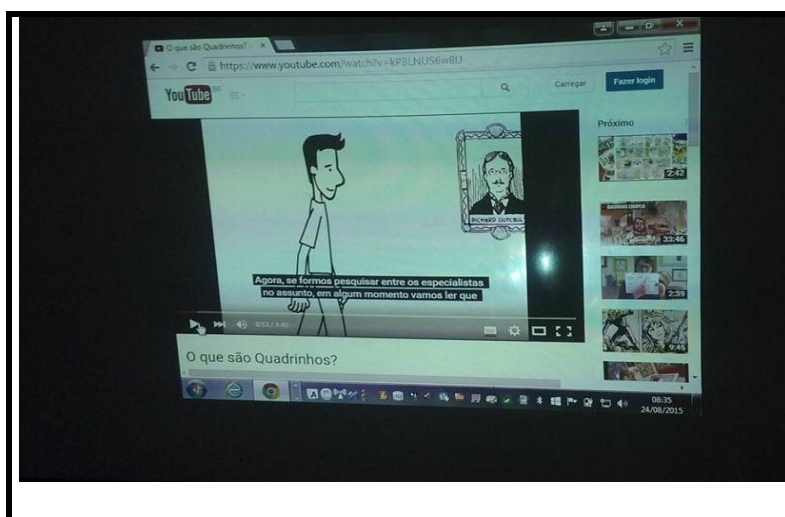 O que são Quadrinhos? -
https://www.youtube.com/watch?v=kPBLNUS6w8U
YouTube BR
Carregar
Fazer login
Próximo
RICHARD OUTCAULT
Agora, se formos pesquisar entre os especialistas
no assunto, em algum momento vamos ler que
2:42
33:46
2:39
9:45
O que são Quadrinhos?
08:35
24/08/2015